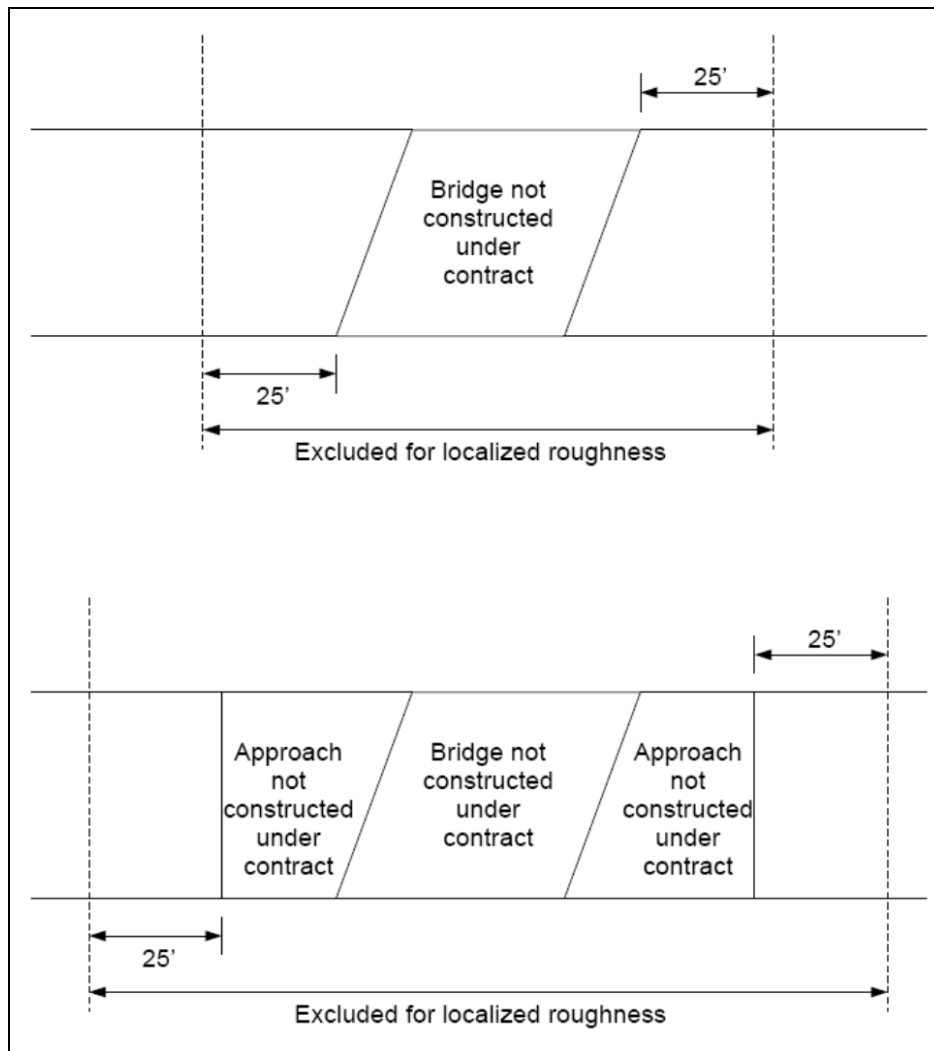 25’
Bridge not
constructed
under
contract
25’
Excluded for localized roughness
25’
Approach
not
constructed
under
contract
Bridge not
constructed
under
contract
Approach
not
constructed
under
contract
25’
Excluded for localized roughness